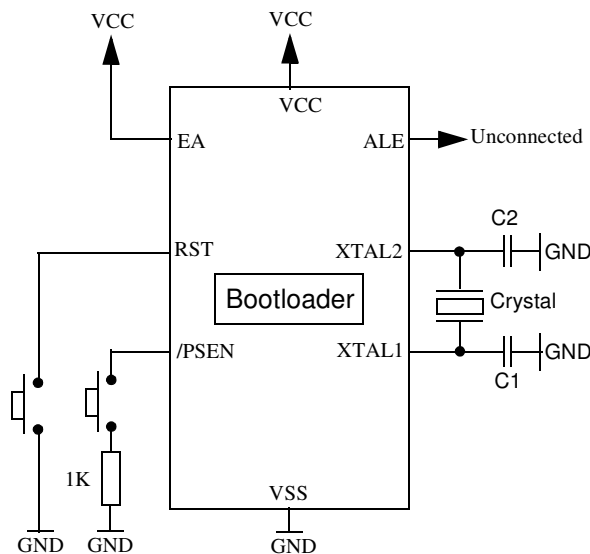 VCC
VCC
VCC
EA
ALE
Unconnected
C2
RST
XTAL2
GND
Bootloader
Crystal
/PSEN
XTAL1
GND
C1
1K
VSS
GND
GND
GND